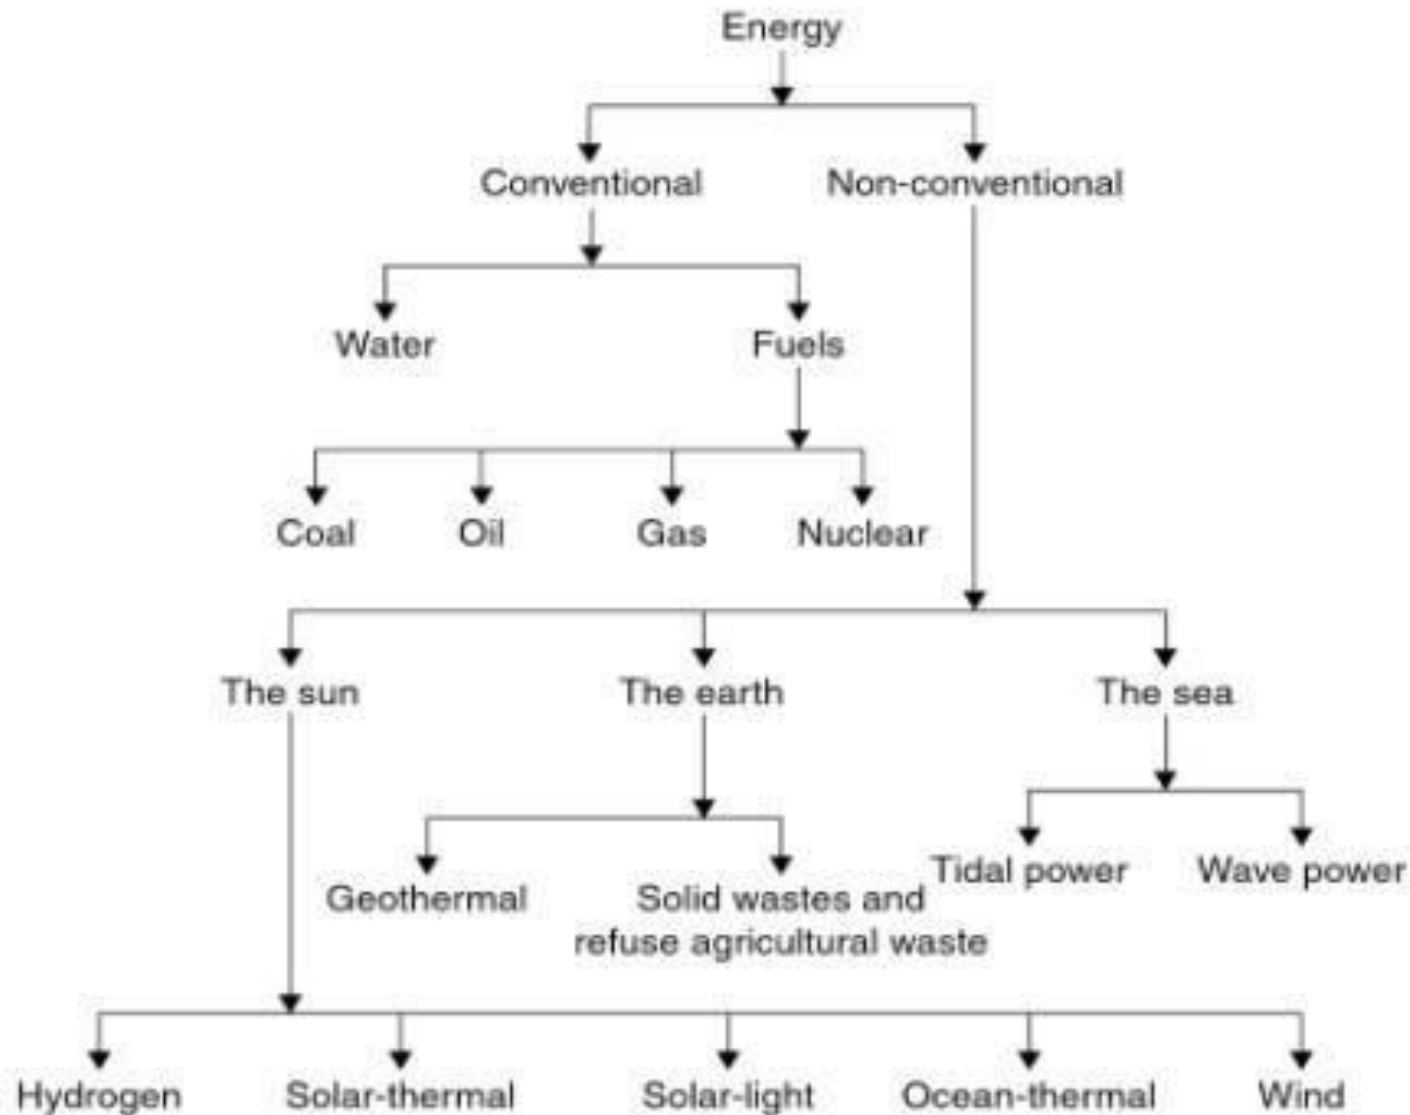 Energy
Conventional
Non-conventional
Water
Fuels
Coal
Oil
Gas
Nuclear
The sun
The earth
The sea
Geothermal
Solid wastes and
refuse agricultural waste
Tidal power
Wave power
Hydrogen
Solar-thermal
Solar-light
Ocean-thermal
Wind